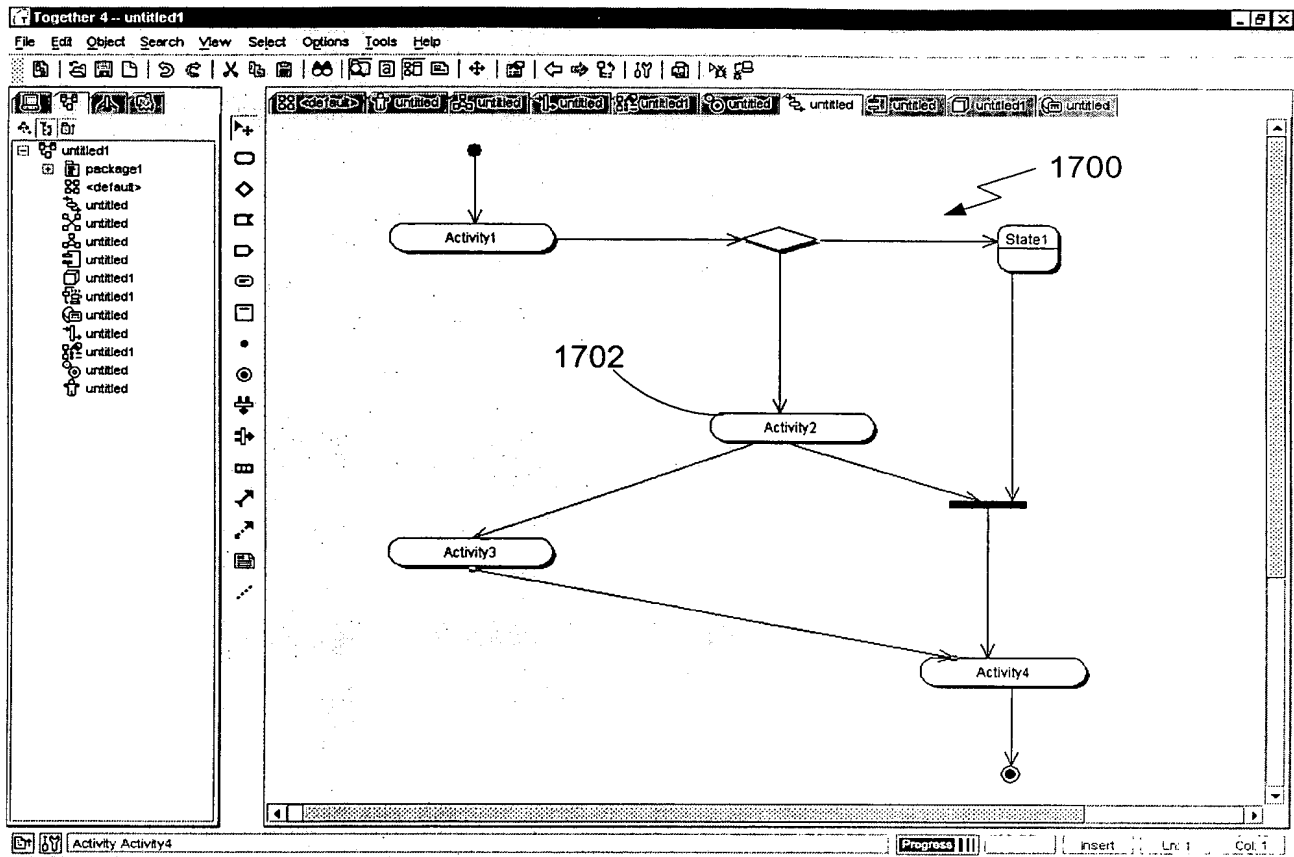 Together 4 -- untitled1
File Edit Object Search View Select Options Tools Help
<default> untitled untitled untitled untitled1 untitled untitled untitled untitled1 untitled
untitled1
package1
<default>
untitled
untitled
untitled
untitled
untitled1
untitled1
untitled
untitled
untitled1
untitled
untitled
1700
Activity1
State1
1702
Activity2
Activity3
Activity4
Activity Activity4
Progress
Insert
Ln: 1
Col: 1